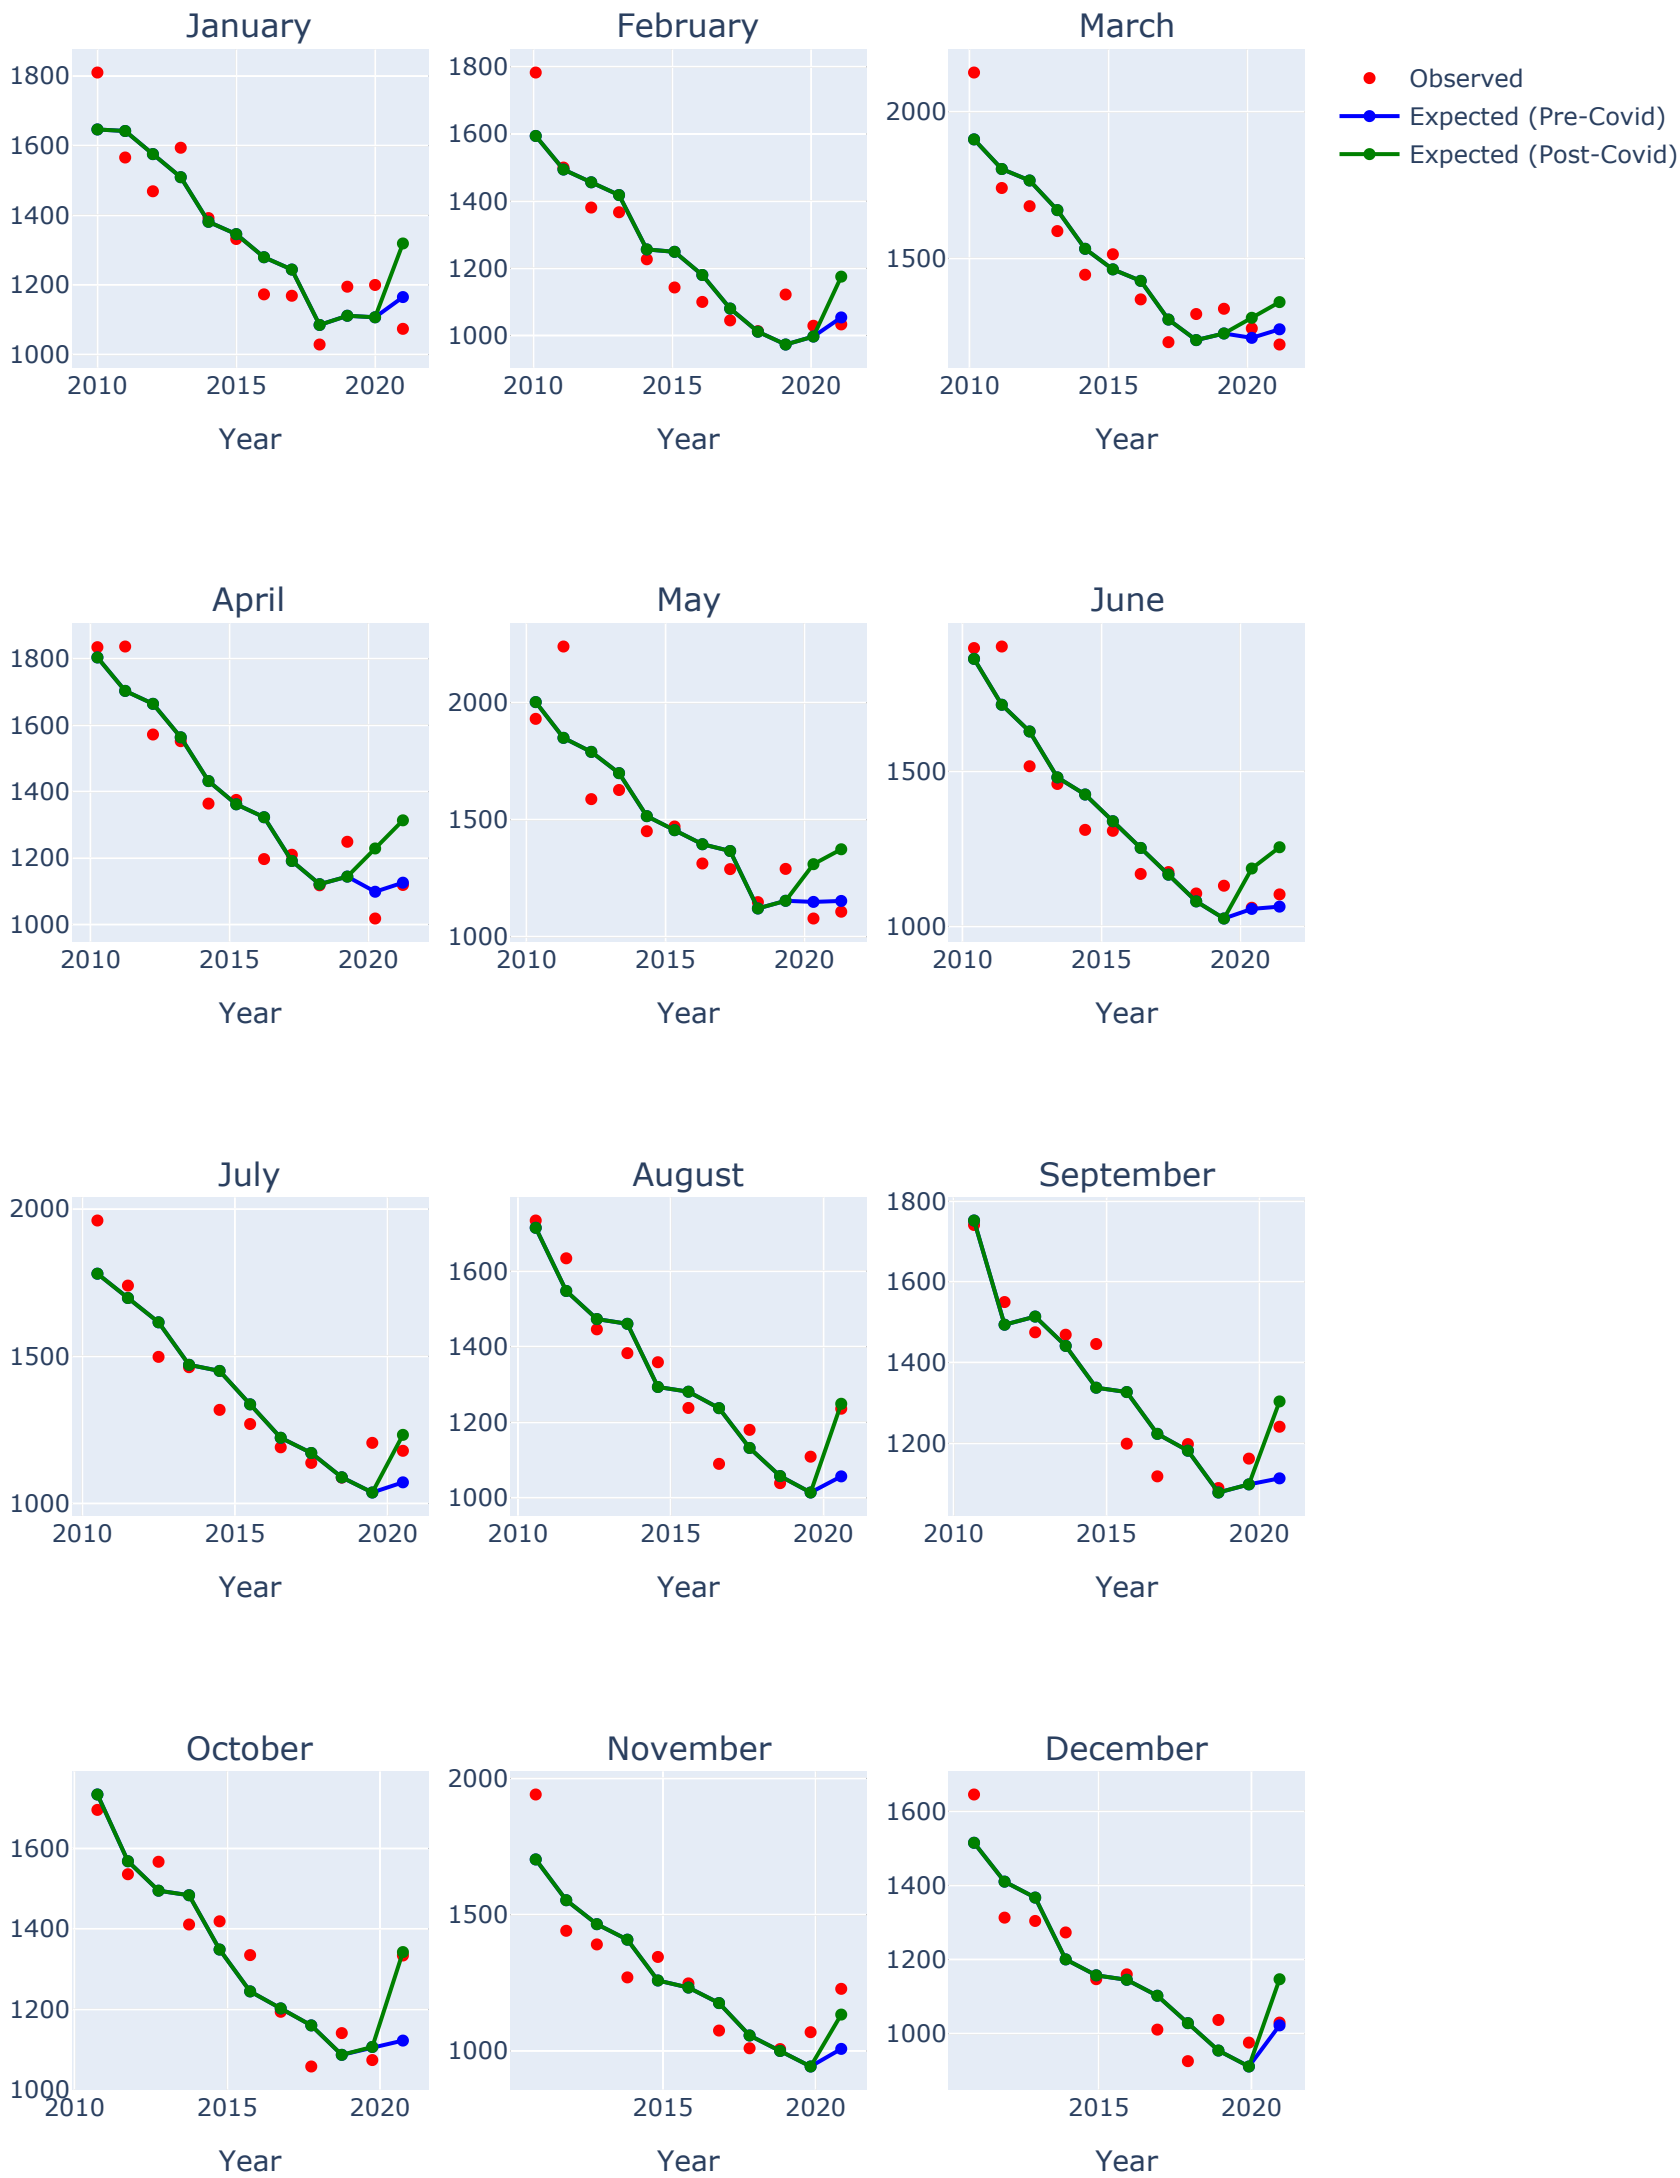 January
February
March
1800
1600
1400
1200
1000
2010
2015
2020
Year
1800
1600
1400
1200
1000
2010
2015
2020
Year
2000
1500
2010
2015
2020
Year
Observed
Expected (Pre-Covid)
Expected (Post-Covid)
April
May
June
1800
1600
1400
1200
1000
2010
2015
2020
Year
2000
1500
1000
2010
2015
2020
Year
1500
1000
2010
2015
2020
Year
July
August
September
2000
1500
1000
2010
2015
2020
Year
1600
1400
1200
1000
2010
2015
2020
Year
1800
1600
1400
1200
2010
2015
2020
Year
October
November
December
1600
1400
1200
1000
2010
2015
2020
Year
2000
1500
1000
2015
2020
Year
1600
1400
1200
1000
2015
2020
Year